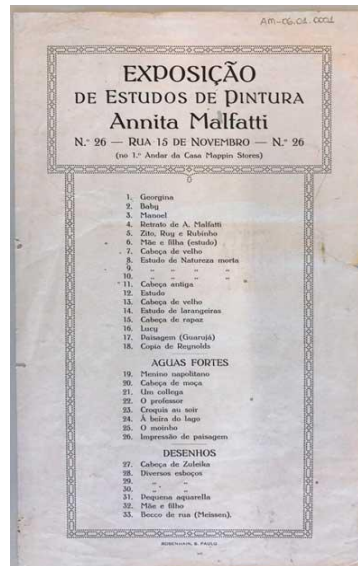 AM-06.01.0001
EXPOSIÇÃO
DE ESTUDOS DE PINTURA
Annita Malfatti
N.º 26 — RUA 15 DE NOVEMBRO — N.º 26
(no 1.º Andar da Casa Mappin Stores)
1. Georgina
2. Baby
3. Manoel
4. Retrato de A. Malfatti
5. Zito, Ruy e Rubinho
6. Mãe e filha (estudo)
7. Cabeça de velho
8. Estudo de Natureza morta
9. „ „ „ „
10. „ „ „ „
11. Cabeça antiga
12. Estudo
13. Cabeça de velho
14. Estudo de larangeiras
15. Cabeça de rapaz
16. Lucy
17. Paisagem (Guarujá)
18. Copia de Reynolds
AGUAS FORTES
19. Menino napolitano
20. Cabeça de moça
21. Um collega
22. O professor
23. Croquis au soir
24. À beira do lago
25. O moinho
26. Impressão de paisagem
DESENHOS
27. Cabeça de Zuleika
28. Diversos esboços
29. „ „
30. „ „
31. Pequena aquarella
32. Mãe e filho
33. Becco de rua (Meissen).
S. PAULO